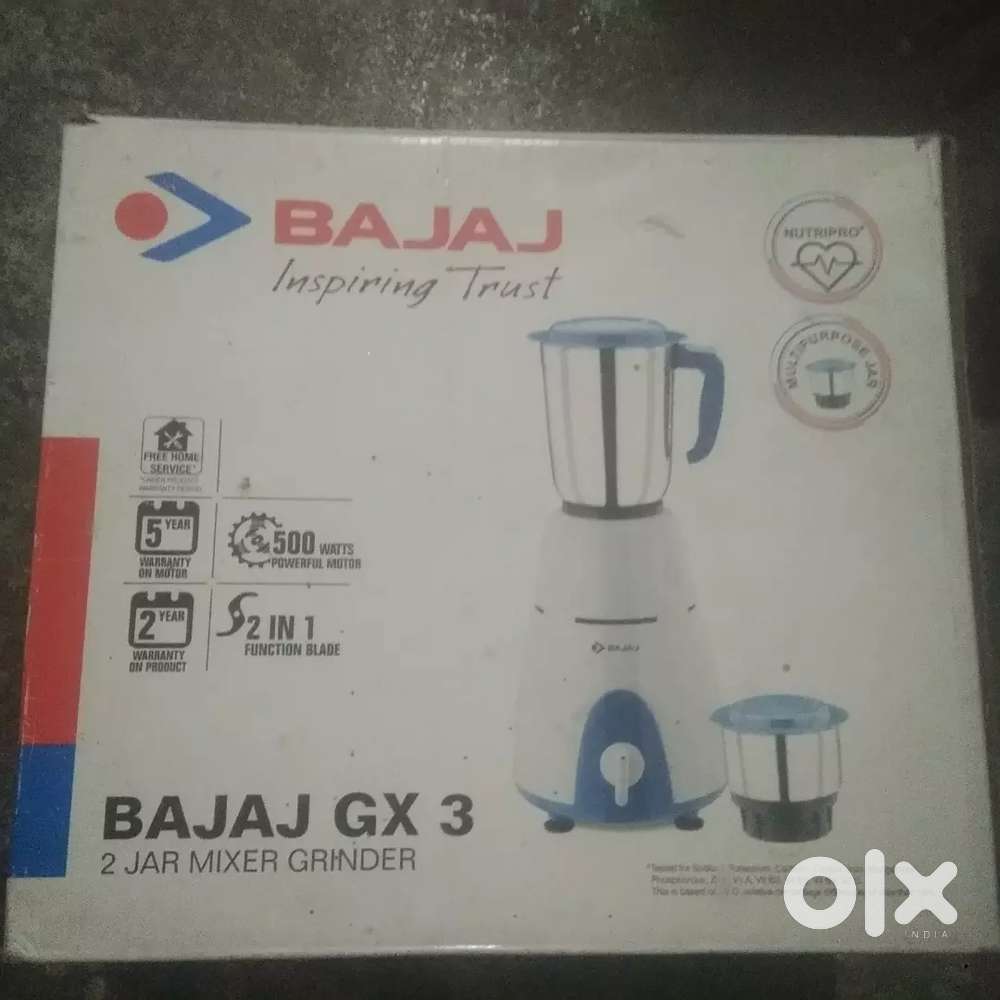 BAJAJ
Inspiring Trust
NUTRIPRO*
MULTIPURPOSE JAR
FREE HOME
SERVICE*
5 YEAR
WARRANTY
ON MOTOR
500 WATTS
POWERFUL MOTOR
2 YEAR
WARRANTY
ON PRODUCT
2 IN 1
FUNCTION BLADE
BAJAJ
BAJAJ GX 3
2 JAR MIXER GRINDER
olx
INDIA